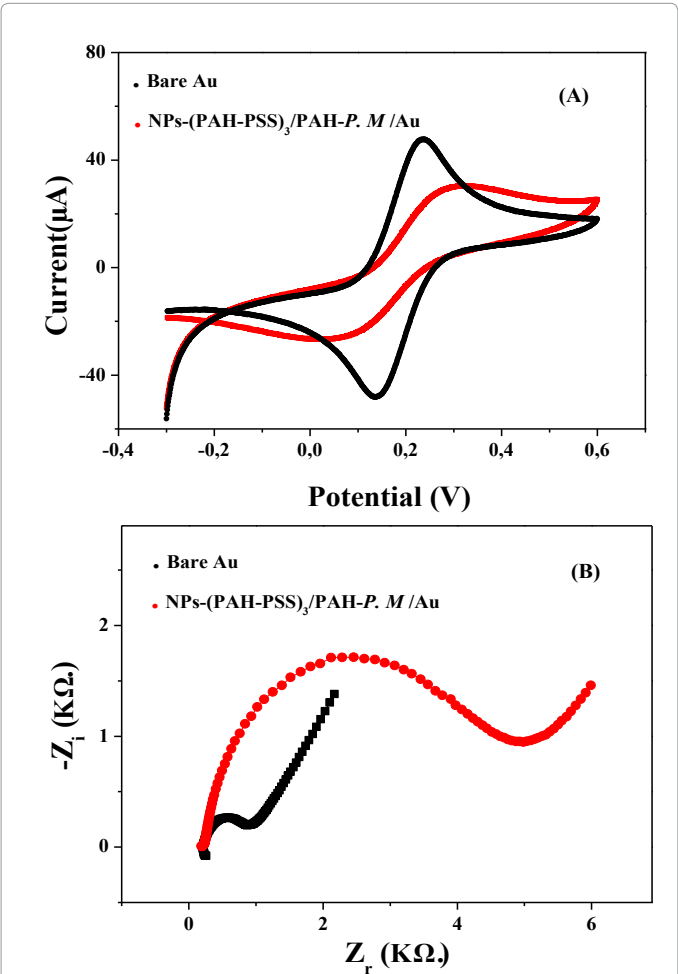 80
40
0
-40
Current(µA)
• Bare Au
• NPs-(PAH-PSS)₃/PAH-P. M /Au
(A)
-0,4 -0,2 0,0 0,2 0,4 0,6
Potential (V)
2
1
0
-Zᵢ (KΩ.)
▪ Bare Au
• NPs-(PAH-PSS)₃/PAH-P. M /Au
(B)
0 2 4 6
Zᵣ (KΩ.)